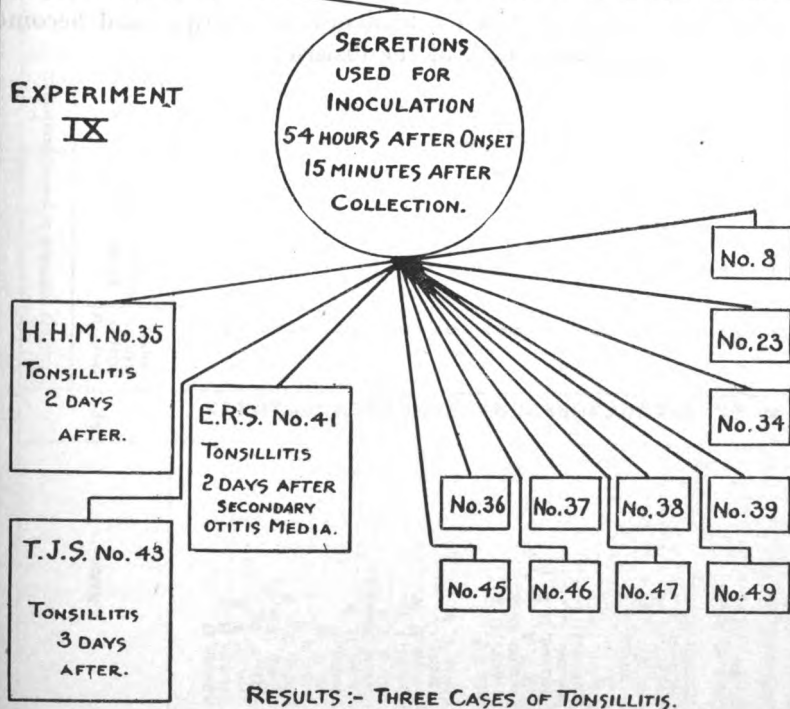 become
EXPERIMENT
IX
SECRETIONS
USED FOR
INOCULATION
54 HOURS AFTER ONSET
15 MINUTES AFTER
COLLECTION.
No. 8
No. 23
No. 34
H.H.M. No. 35
TONSILLITIS
2 DAYS
AFTER.
E.R.S. No. 41
TONSILLITIS
2 DAYS AFTER
SECONDARY
OTITIS MEDIA.
No. 36
No. 37
No. 38
No. 39
T.J.S. No. 43
TONSILLITIS
3 DAYS
AFTER.
No. 45
No. 46
No. 47
No. 49
RESULTS :- THREE CASES OF TONSILLITIS.